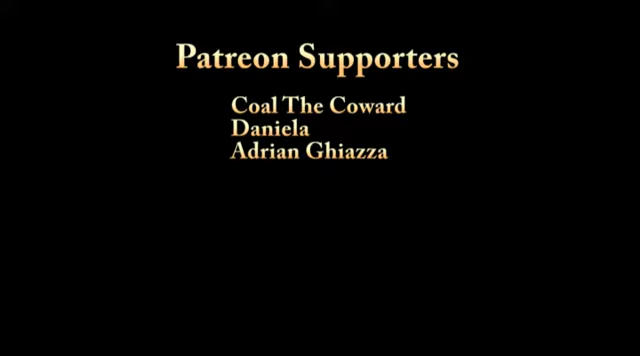 Patreon Supporters
Coal The Coward
Daniela
Adrian Ghiazza